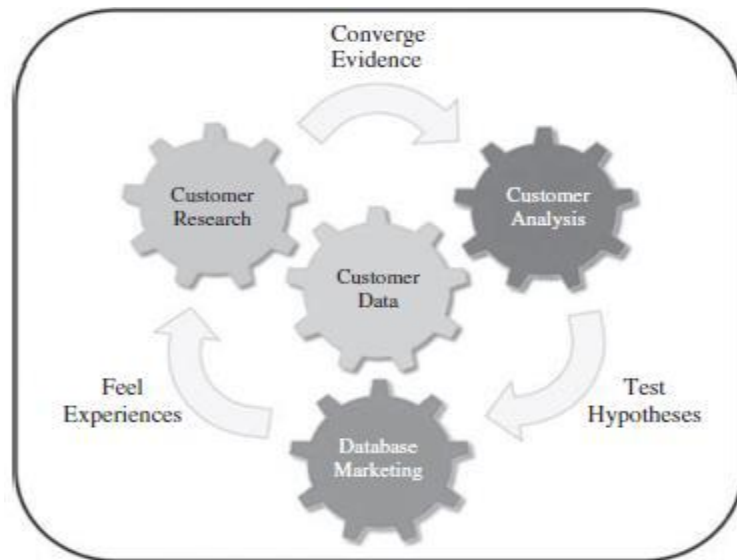 Converge
Evidence
Customer
Research
Customer
Analysis
Customer
Data
Feel
Experiences
Test
Hypotheses
Database
Marketing